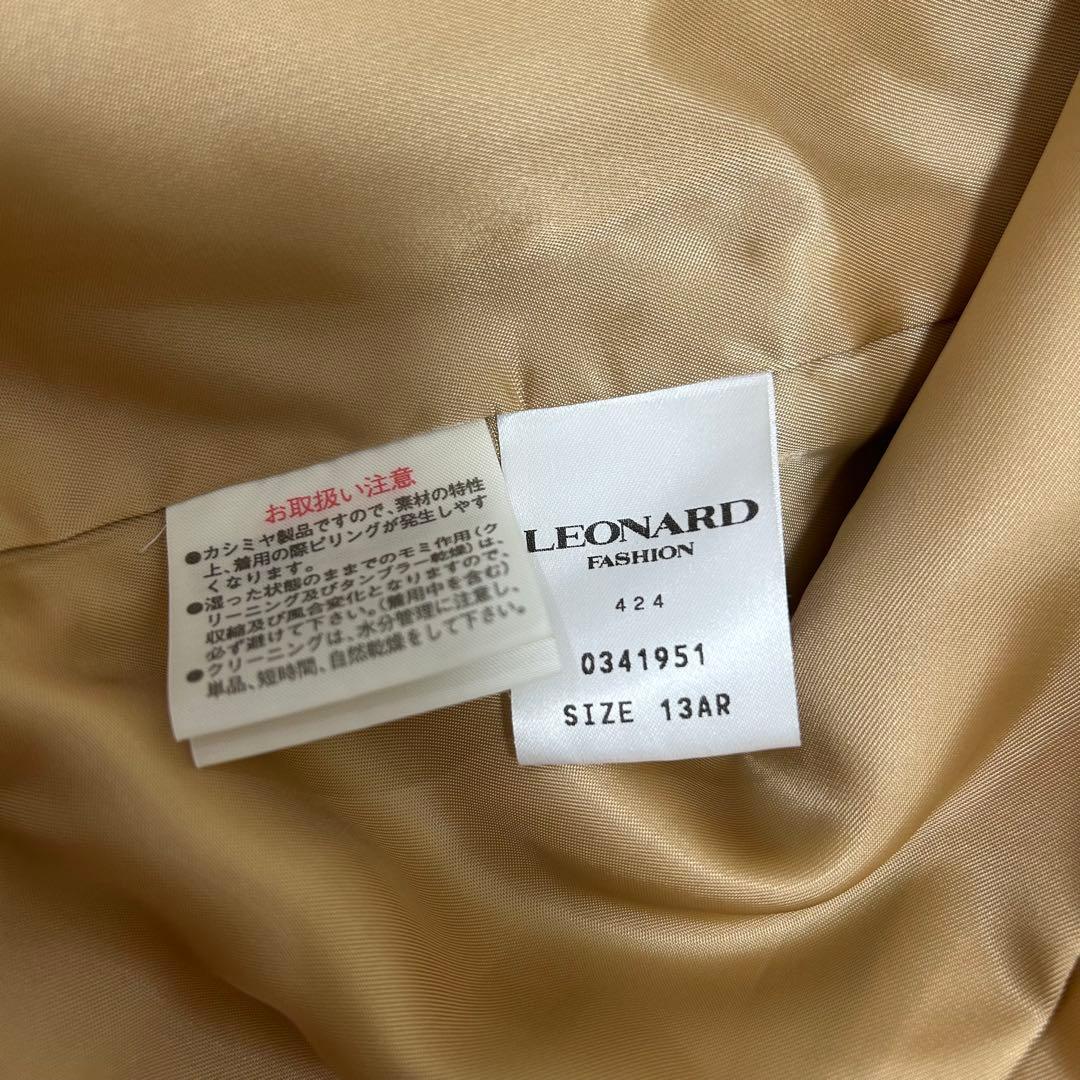 お取扱い注意
●カシミヤ製品ですので、素材の特性
上、着用の際ピリングが発生しやす
くなります。
●湿った状態のままでのモミ作用(ク
リーニング及びタンブラー乾燥)は、
収縮及び風合変化となりますので、
必ず避けて下さい。(着用中を含む)
●クリーニングは、水分管理に注意し、
単品、短時間、自然乾燥をして下さい。
LEONARD
FASHION
424
0341951
SIZE 13AR